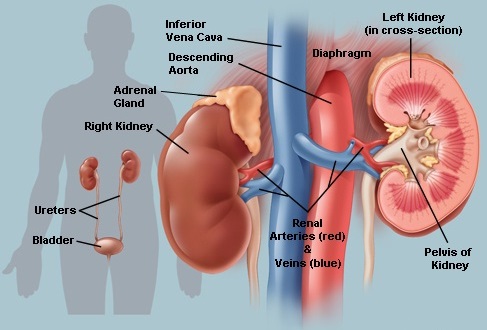 Inferior
Vena Cava
Descending
Aorta
Adrenal
Gland
Right Kidney
Ureters
Bladder
Diaphragm
Left Kidney
(in cross-section)
Renal
Arteries (red)
&
Veins (blue)
Pelvis of
Kidney